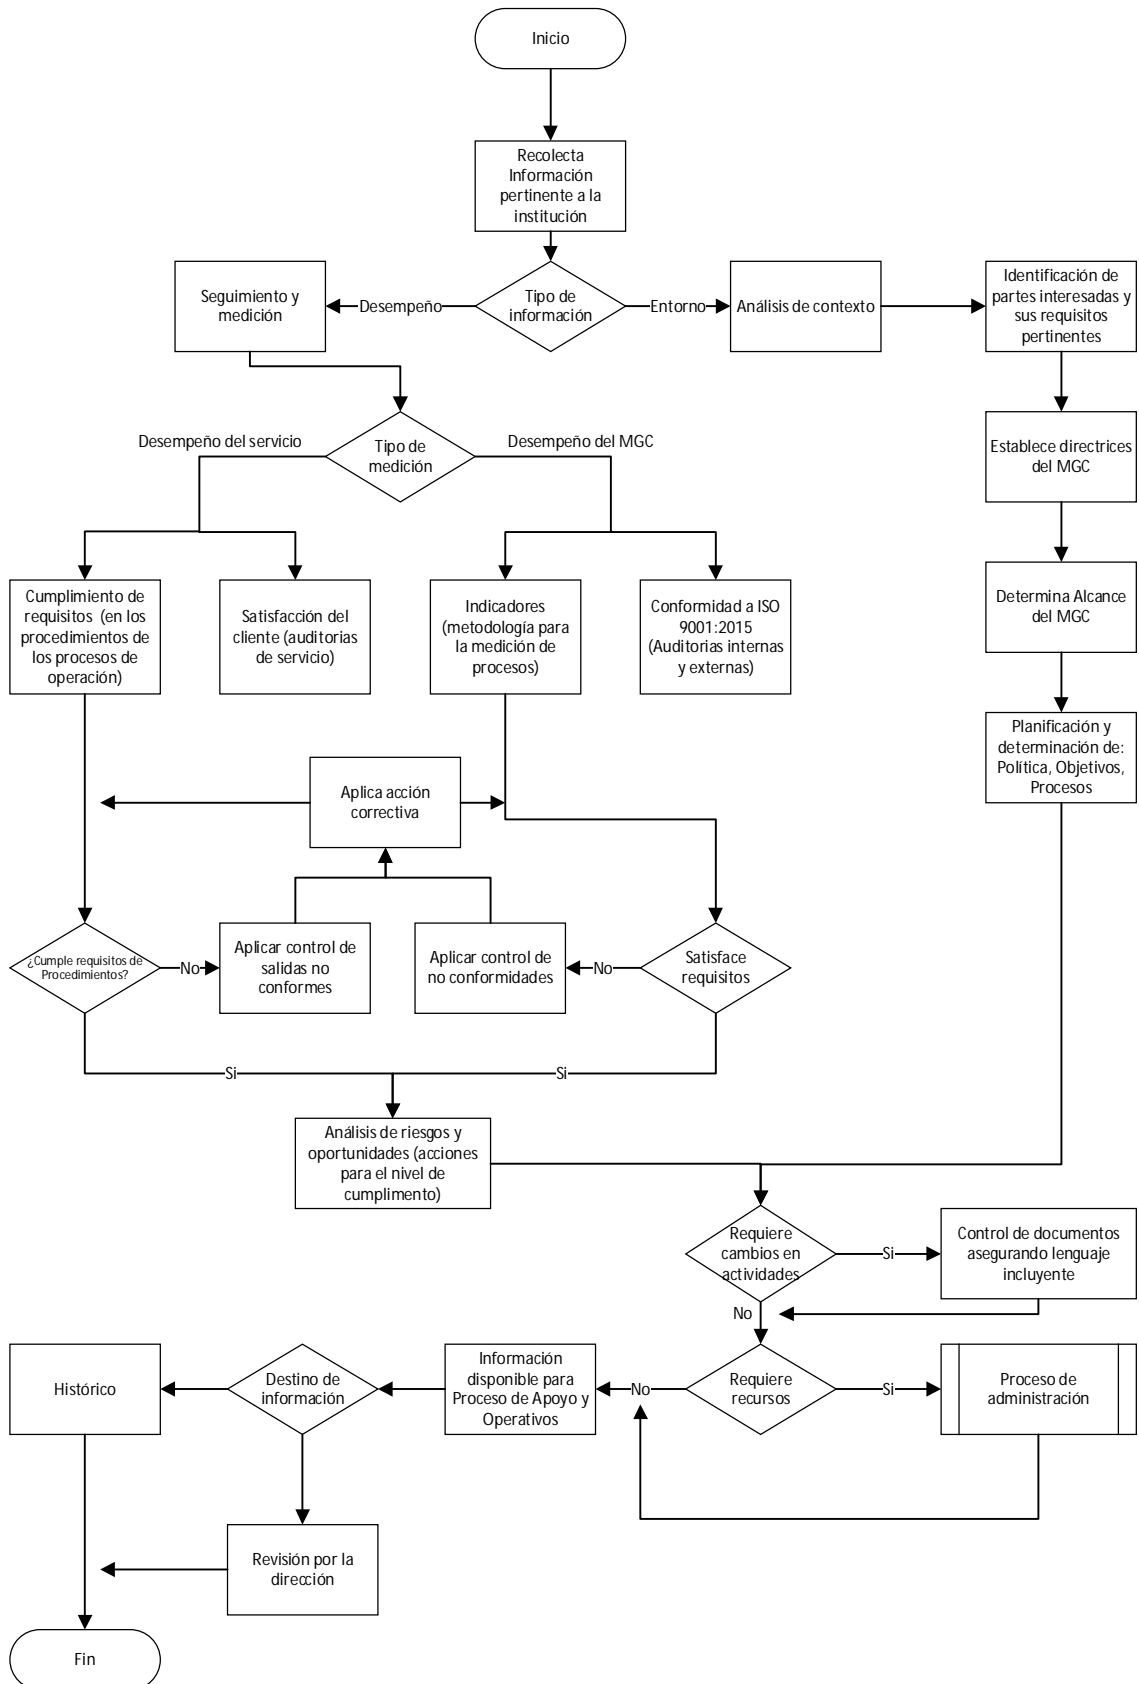 Inicio
Recolecta
Información
pertinente a la
institución
Seguimiento y
medición
Desempeño
Tipo de
información
Entorno
Análisis de contexto
Identificación de
partes interesadas y
sus requisitos
pertinentes
Desempeño del servicio
Tipo de
medición
Desempeño del MGC
Establece directrices
del MGC
Cumplimiento de
requisitos (en los
procedimientos de
los procesos de
operación)
Satisfacción del
cliente (auditorias
de servicio)
Indicadores
(metodología para
la medición de
procesos)
Conformidad a ISO
9001:2015
(Auditorias internas
y externas)
Determina Alcance
del MGC
Planificación y
determinación de:
Política, Objetivos,
Procesos
Aplica acción
correctiva
¿Cumple requisitos de
Procedimientos?
No
Aplicar control de
salidas no
conformes
Aplicar control de
no conformidades
No
Satisface
requisitos
Si
Si
Análisis de riesgos y
oportunidades (acciones
para el nivel de
cumplimento)
Requiere
cambios en
actividades
Si
Control de documentos
asegurando lenguaje
incluyente
No
Histórico
Destino de
información
Información
disponible para
Proceso de Apoyo y
Operativos
No
Requiere
recursos
Si
Proceso de
administración
Revisión por la
dirección
Fin